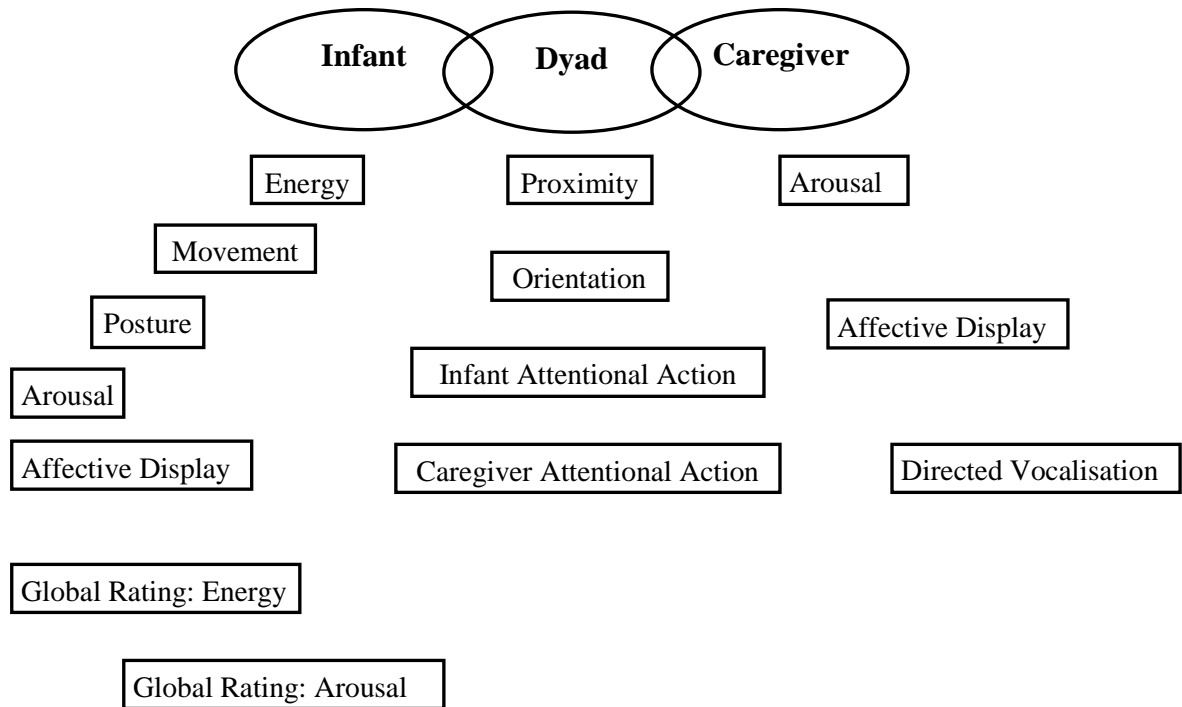 Infant
Dyad
Caregiver
Energy
Proximity
Arousal
Movement
Orientation
Posture
Affective Display
Infant Attentional Action
Arousal
Affective Display
Caregiver Attentional Action
Directed Vocalisation
Global Rating: Energy
Global Rating: Arousal